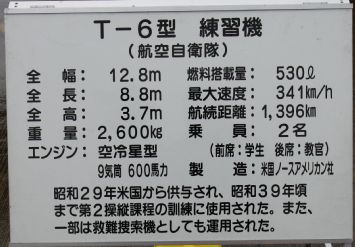 T－6型 練習機
(航空自衛隊)
全幅： 12.8m 燃料搭載量： 530ℓ
全長： 8.8m 最大速度： 341km/h
全高： 3.7m 航続距離： 1,396km
重量： 2,600kg 乗員： 2名
エンジン： 空冷星型 (前席：学生 後席：教官)
9気筒 600馬力 製造： 米国ノースアメリカン社
昭和29年米国から供与され、昭和39年頃
まで第2操縦課程の訓練に使用された。また、
一部は救難捜索機としても運用された。